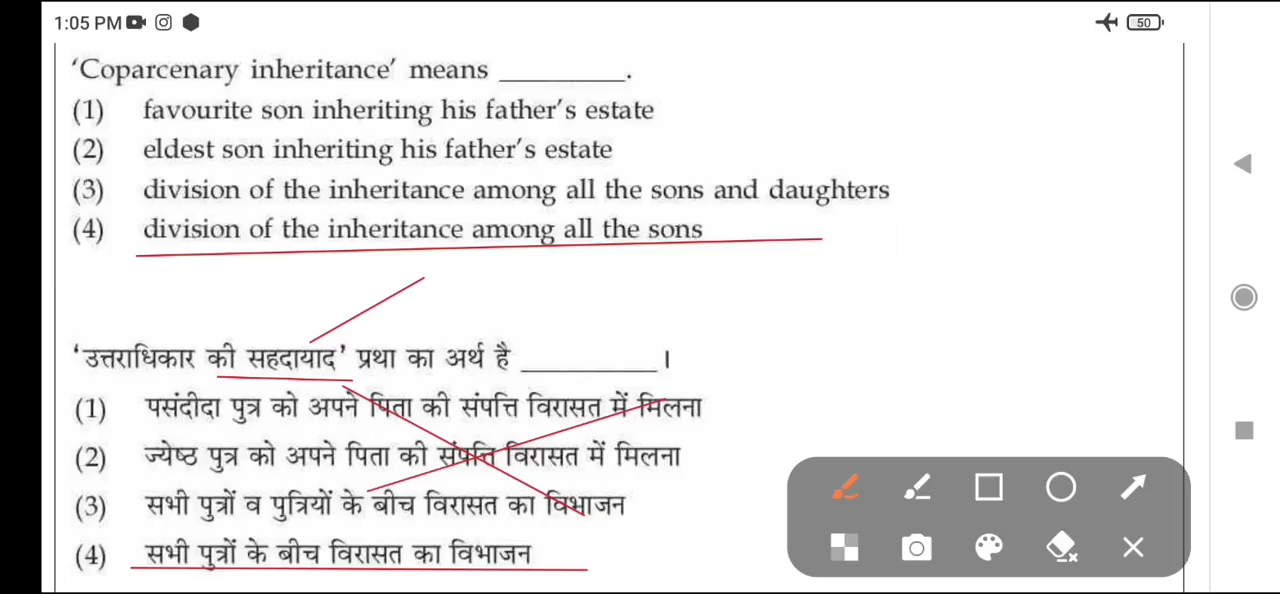 1:05 PM
50
‘Coparcenary inheritance’ means ________.
(1) favourite son inheriting his father’s estate
(2) eldest son inheriting his father’s estate
(3) division of the inheritance among all the sons and daughters
(4) division of the inheritance among all the sons
‘उत्तराधिकार की सहदायाद’ प्रथा का अर्थ है ________ ।
(1) पसंदीदा पुत्र को अपने पिता की संपत्ति विरासत में मिलना
(2) ज्येष्ठ पुत्र को अपने पिता की संपत्ति विरासत में मिलना
(3) सभी पुत्रों व पुत्रियों के बीच विरासत का विभाजन
(4) सभी पुत्रों के बीच विरासत का विभाजन